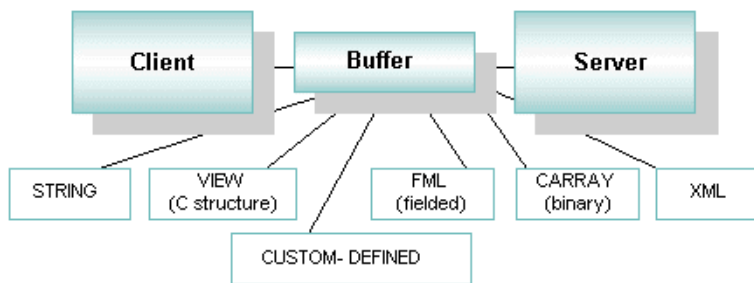 Client
Buffer
Server
STRING
VIEW
(C structure)
FML
(fielded)
CARRAY
(binary)
XML
CUSTOM- DEFINED